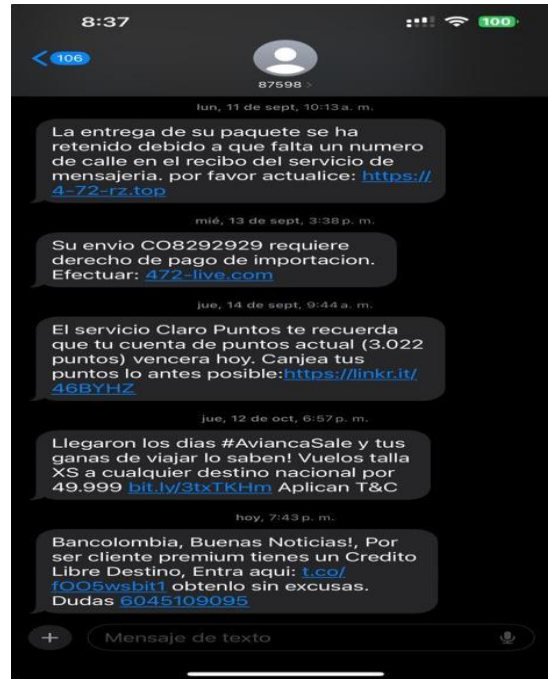 8:37
100
106
87598 >
lun, 11 de sept, 10:13 a. m.
La entrega de su paquete se ha
retenido debido a que falta un numero
de calle en el recibo del servicio de
mensajeria. por favor actualice: https://
4-72-rz.top
mié, 13 de sept, 3:38 p. m.
Su envio CO8292929 requiere
derecho de pago de importacion.
Efectuar: 472-live.com
jue, 14 de sept, 9:44 a. m.
El servicio Claro Puntos te recuerda
que tu cuenta de puntos actual (3.022
puntos) vencera hoy. Canjea tus
puntos lo antes posible:https://linkr.it/
46BYHZ
jue, 12 de oct, 6:57 p. m.
Llegaron los dias #AviancaSale y tus
ganas de viajar lo saben! Vuelos talla
XS a cualquier destino nacional por
49.999 bit.ly/3txTKHm Aplican T&C
hoy, 7:43 p. m.
Bancolombia, Buenas Noticias!, Por
ser cliente premium tienes un Credito
Libre Destino, Entra aqui: t.co/
fOO5wsbit1 obtenlo sin excusas.
Dudas 6045109095
Mensaje de texto